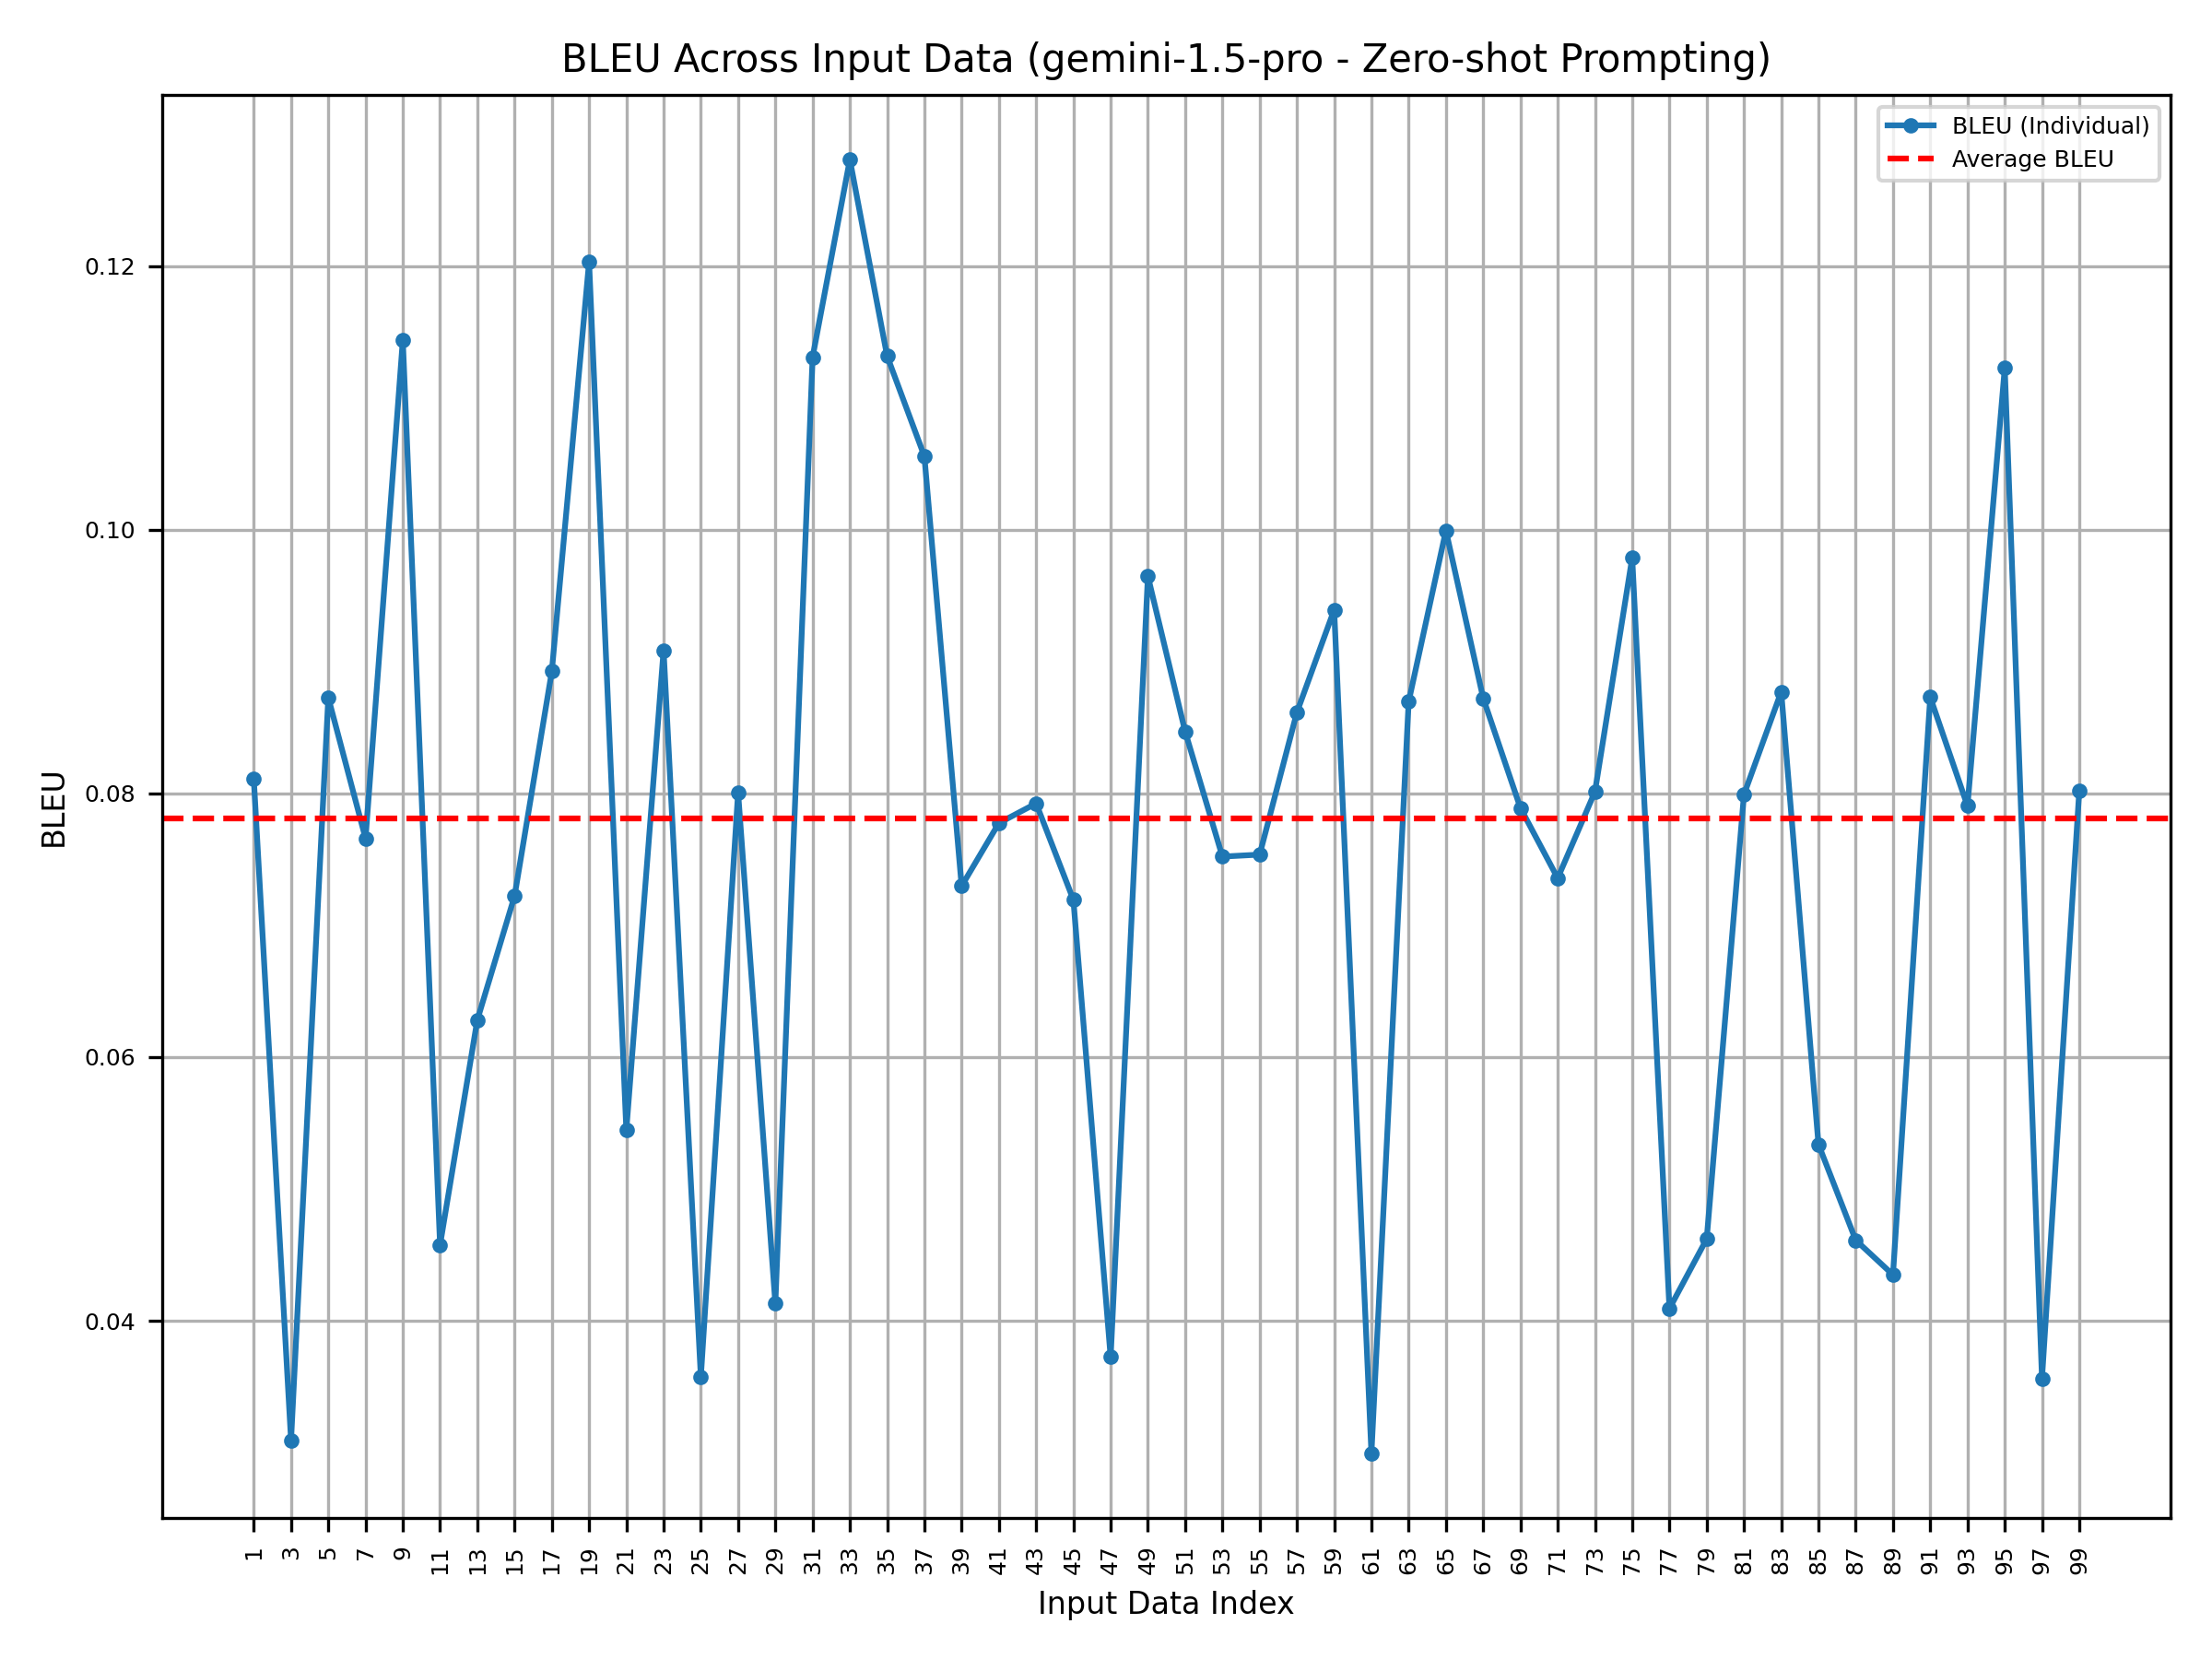 BLEU Across Input Data (gemini-1.5-pro - Zero-shot Prompting)
BLEU (Individual)
Average BLEU
0.12
0.10
0.08
0.06
0.04
BLEU
1 3 5 7 9 11 13 15 17 19 21 23 25 27 29 31 33 35 37 39 41 43 45 47 49 51 53 55 57 59 61 63 65 67 69 71 73 75 77 79 81 83 85 87 89 91 93 95 97 99
Input Data Index